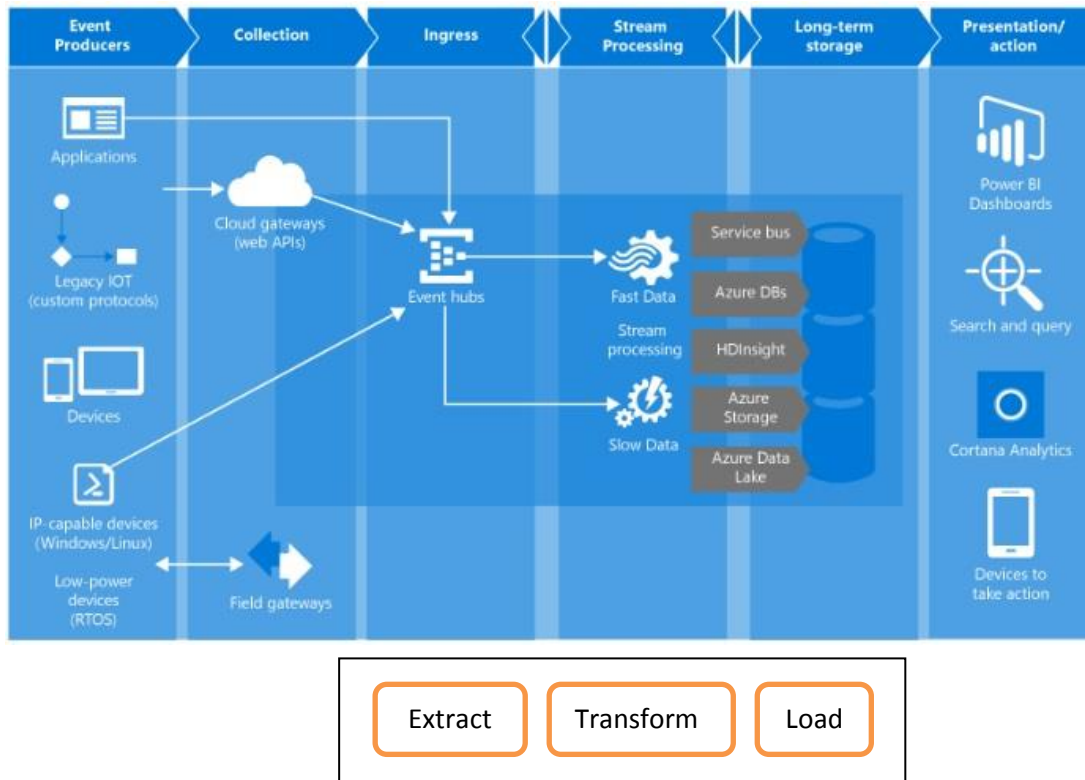 Event
Producers
Collection
Ingress
Stream
Processing
Long-term
storage
Presentation/
action
Applications
Legacy IOT
(custom protocols)
Devices
IP-capable devices
(Windows/Linux)
Low-power
devices
(RTOS)
Cloud gateways
(web APIs)
Field gateways
Event hubs
Fast Data
Stream
processing
Slow Data
Service bus
Azure DBs
HDInsight
Azure
Storage
Azure Data
Lake
Power BI
Dashboards
Search and query
Cortana Analytics
Devices to
take action
Extract
Transform
Load